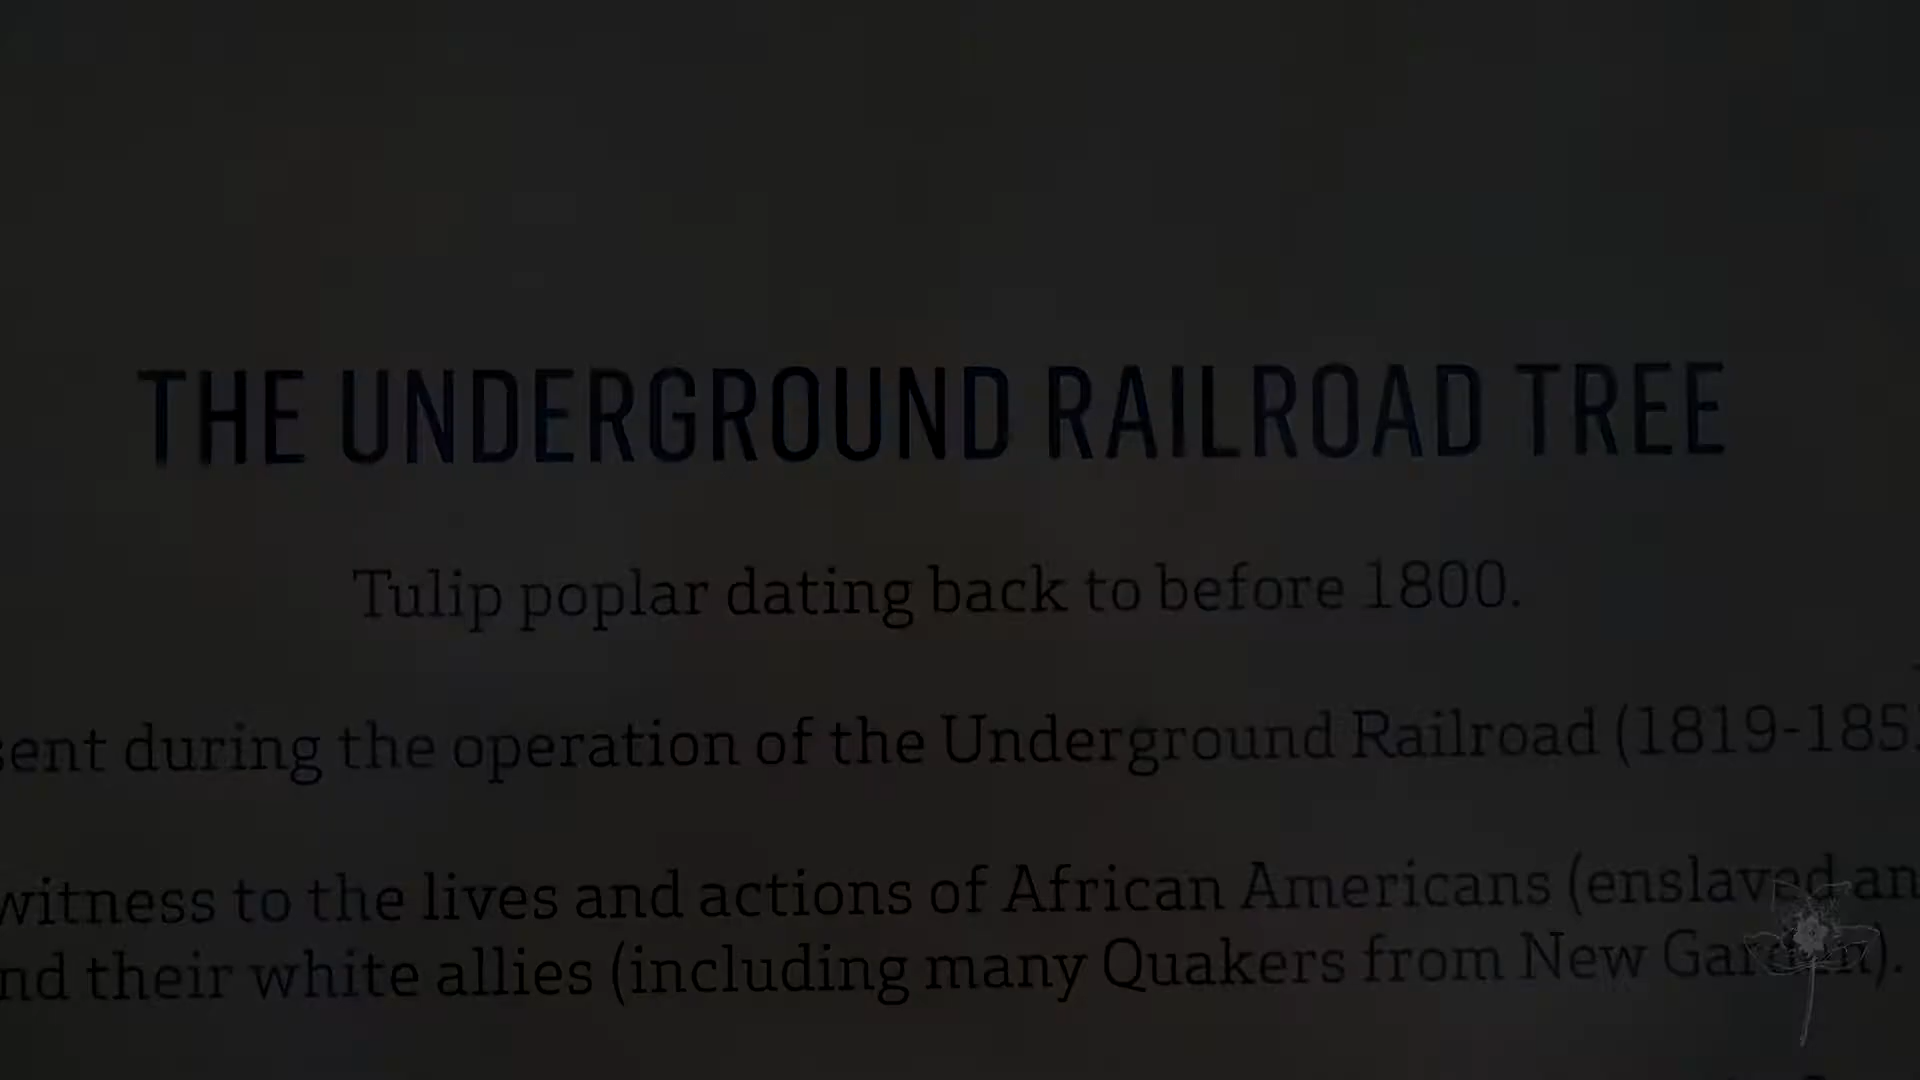 THE UNDERGROUND RAILROAD TREE
Tulip poplar dating back to before 1800.
sent during the operation of the Underground Railroad (1819-185
witness to the lives and actions of African Americans (enslaved an
nd their white allies (including many Quakers from New Garden).